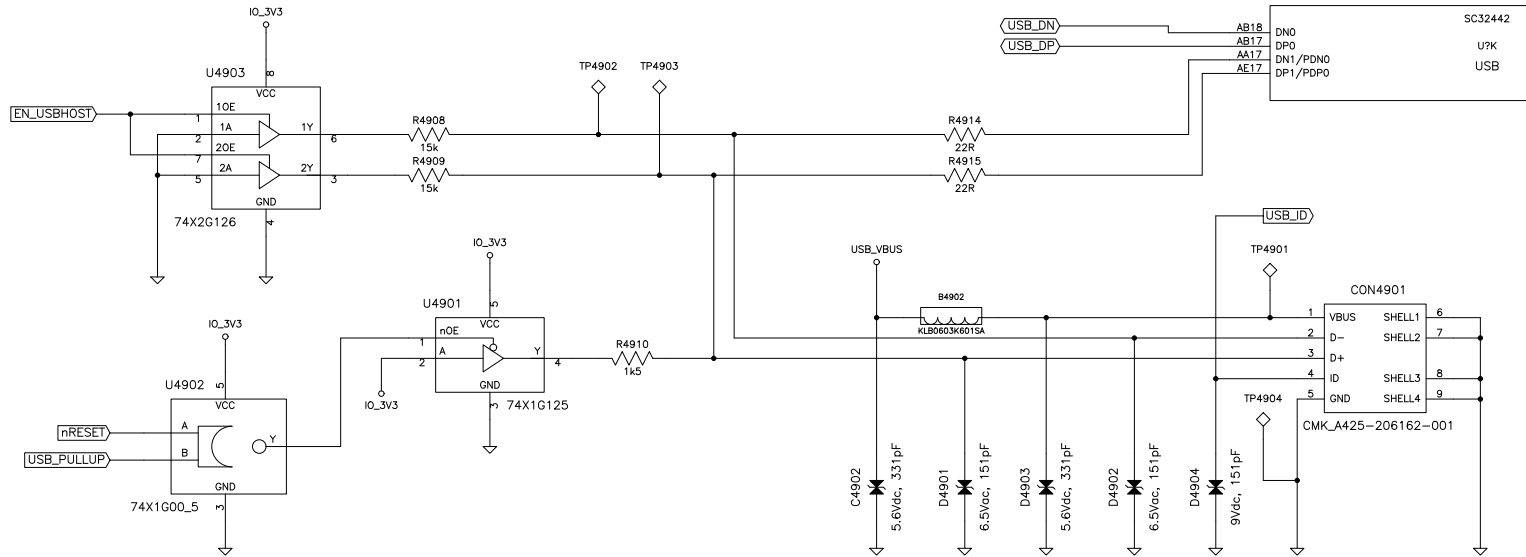 IO_3V3
U4903
8
VCC
EN_USBHOST
1OE
1
1A
1Y
2
6
2OE
7
2A
2Y
5
3
GND
4
74X2G126
R4908
15k
R4909
15k
TP4902
TP4903
USB_DN
USB_DP
AB18
AB17
AA17
AE17
DN0
DP0
DN1/PDN0
DP1/PDP0
SC32442
U?K
USB
R4914
22R
R4915
22R
USB_ID
IO_3V3
U4901
5
VCC
nOE
1
A
Y
2
4
GND
3
74X1G125
IO_3V3
R4910
1k5
IO_3V3
U4902
5
VCC
nRESET
A
Y
USB_PULLUP
B
GND
3
74X1G00_5
USB_VBUS
B4902
KLB0603K601SA
TP4901
CON4901
1 VBUS SHELL1 6
2 D- SHELL2 7
3 D+
4 ID SHELL3 8
5 GND SHELL4 9
CMK_A425-206162-001
TP4904
C4902
5.6Vdc, 331pF
D4901
6.5Vac, 151pF
D4903
5.6Vdc, 331pF
D4902
6.5Vac, 151pF
D4904
9Vdc, 151pF